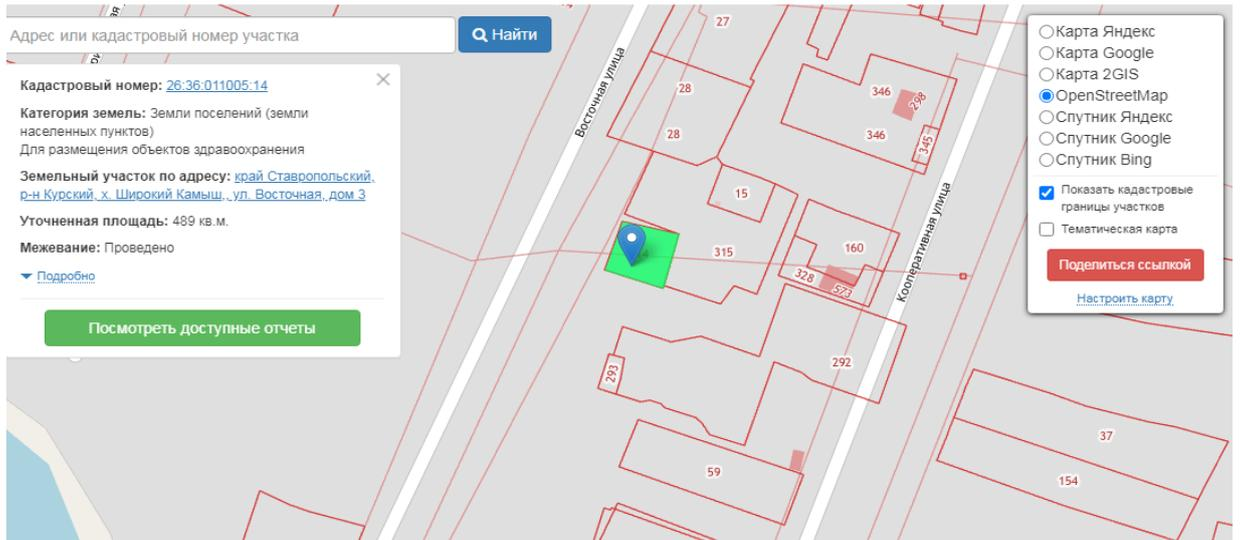 Адрес или кадастровый номер участка
Найти
Кадастровый номер: 26:36:011005:14
Категория земель: Земли поселений (земли
населенных пунктов)
Для размещения объектов здравоохранения
Земельный участок по адресу: край Ставропольский,
р-н Курский, х. Широкий Камыш,, ул. Восточная, дом 3
Уточненная площадь: 489 кв.м.
Межевание: Проведено
Подробно
Посмотреть доступные отчеты
Восточная улица
Кооперативная улица
27
28
28
346
298
346
345
15
315
160
328
573
292
293
59
37
154
Карта Яндекс
Карта Google
Карта 2GIS
OpenStreetMap
Спутник Яндекс
Спутник Google
Спутник Bing
Показать кадастровые
границы участков
Тематическая карта
Поделиться ссылкой
Настроить карту